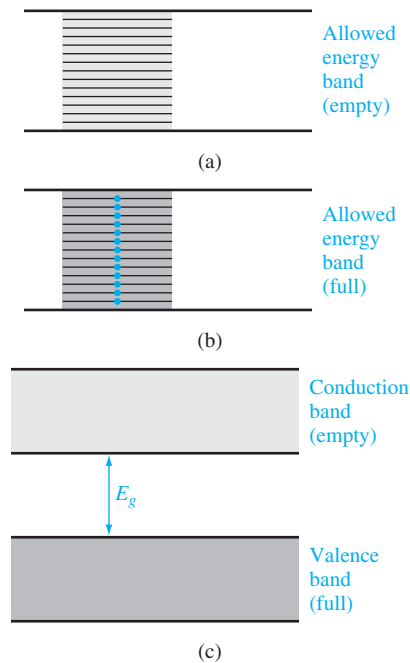 Allowed
energy
band
(empty)
(a)
Allowed
energy
band
(full)
(b)
Conduction
band
(empty)
E_g
Valence
band
(full)
(c)